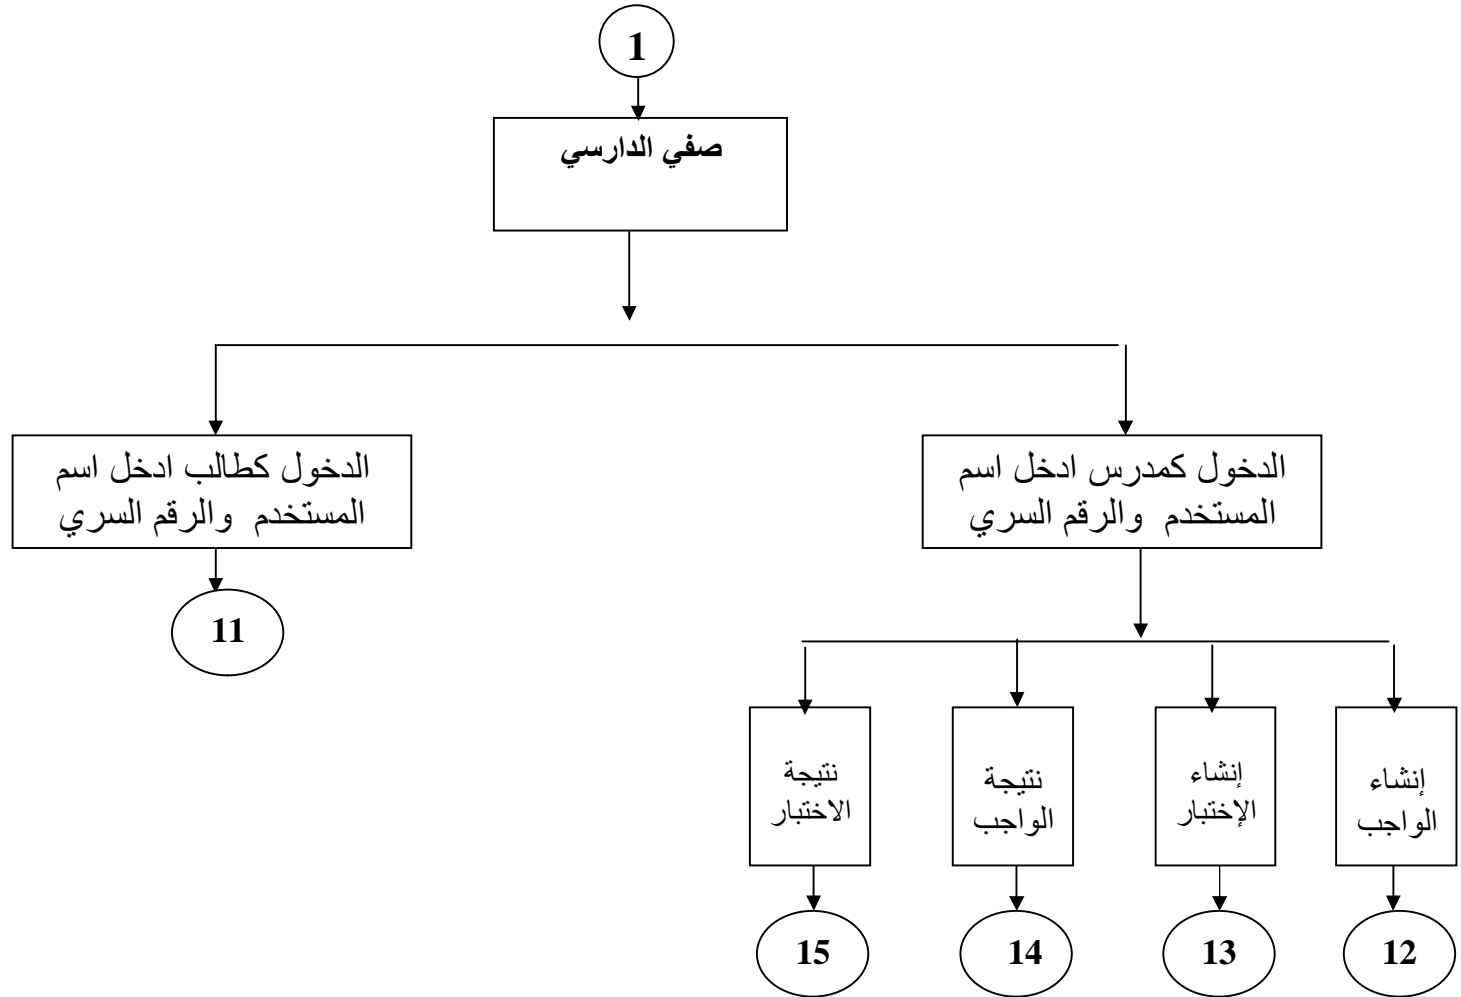 1
صفي الدارسي
الدخول كمدرس ادخل اسم
المستخدم والرقم السري
الدخول كطالب ادخل اسم
المستخدم والرقم السري
11
إنشاء
الواجب
إنشاء
الإختبار
نتيجة
الواجب
نتيجة
الاختبار
12
13
14
15